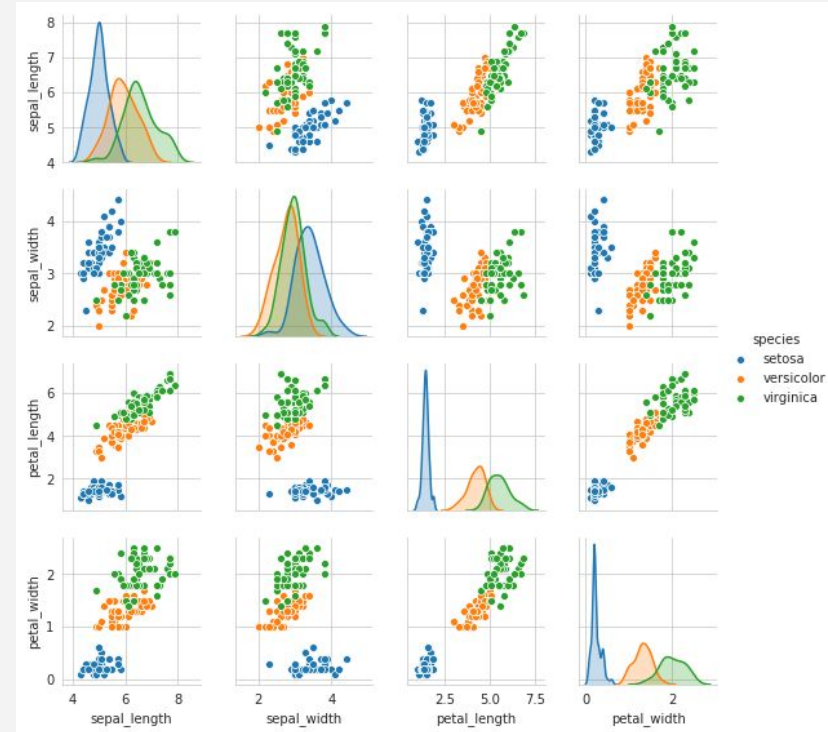 8
7
6
5
4
sepal_length
4
3
2
sepal_width
6
4
2
petal_length
2
1
0
petal_width
4 6 8
sepal_length
2 4
sepal_width
2.5 5.0 7.5
petal_length
0 2
petal_width
species
setosa
versicolor
virginica